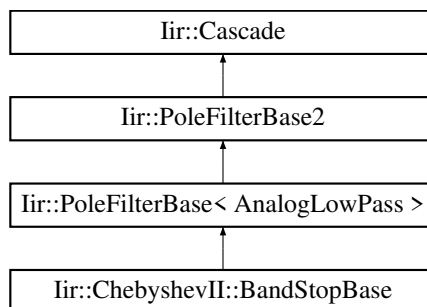 Iir::Cascade
Iir::PoleFilterBase2
Iir::PoleFilterBase< AnalogLowPass >
Iir::ChebyshevII::BandStopBase